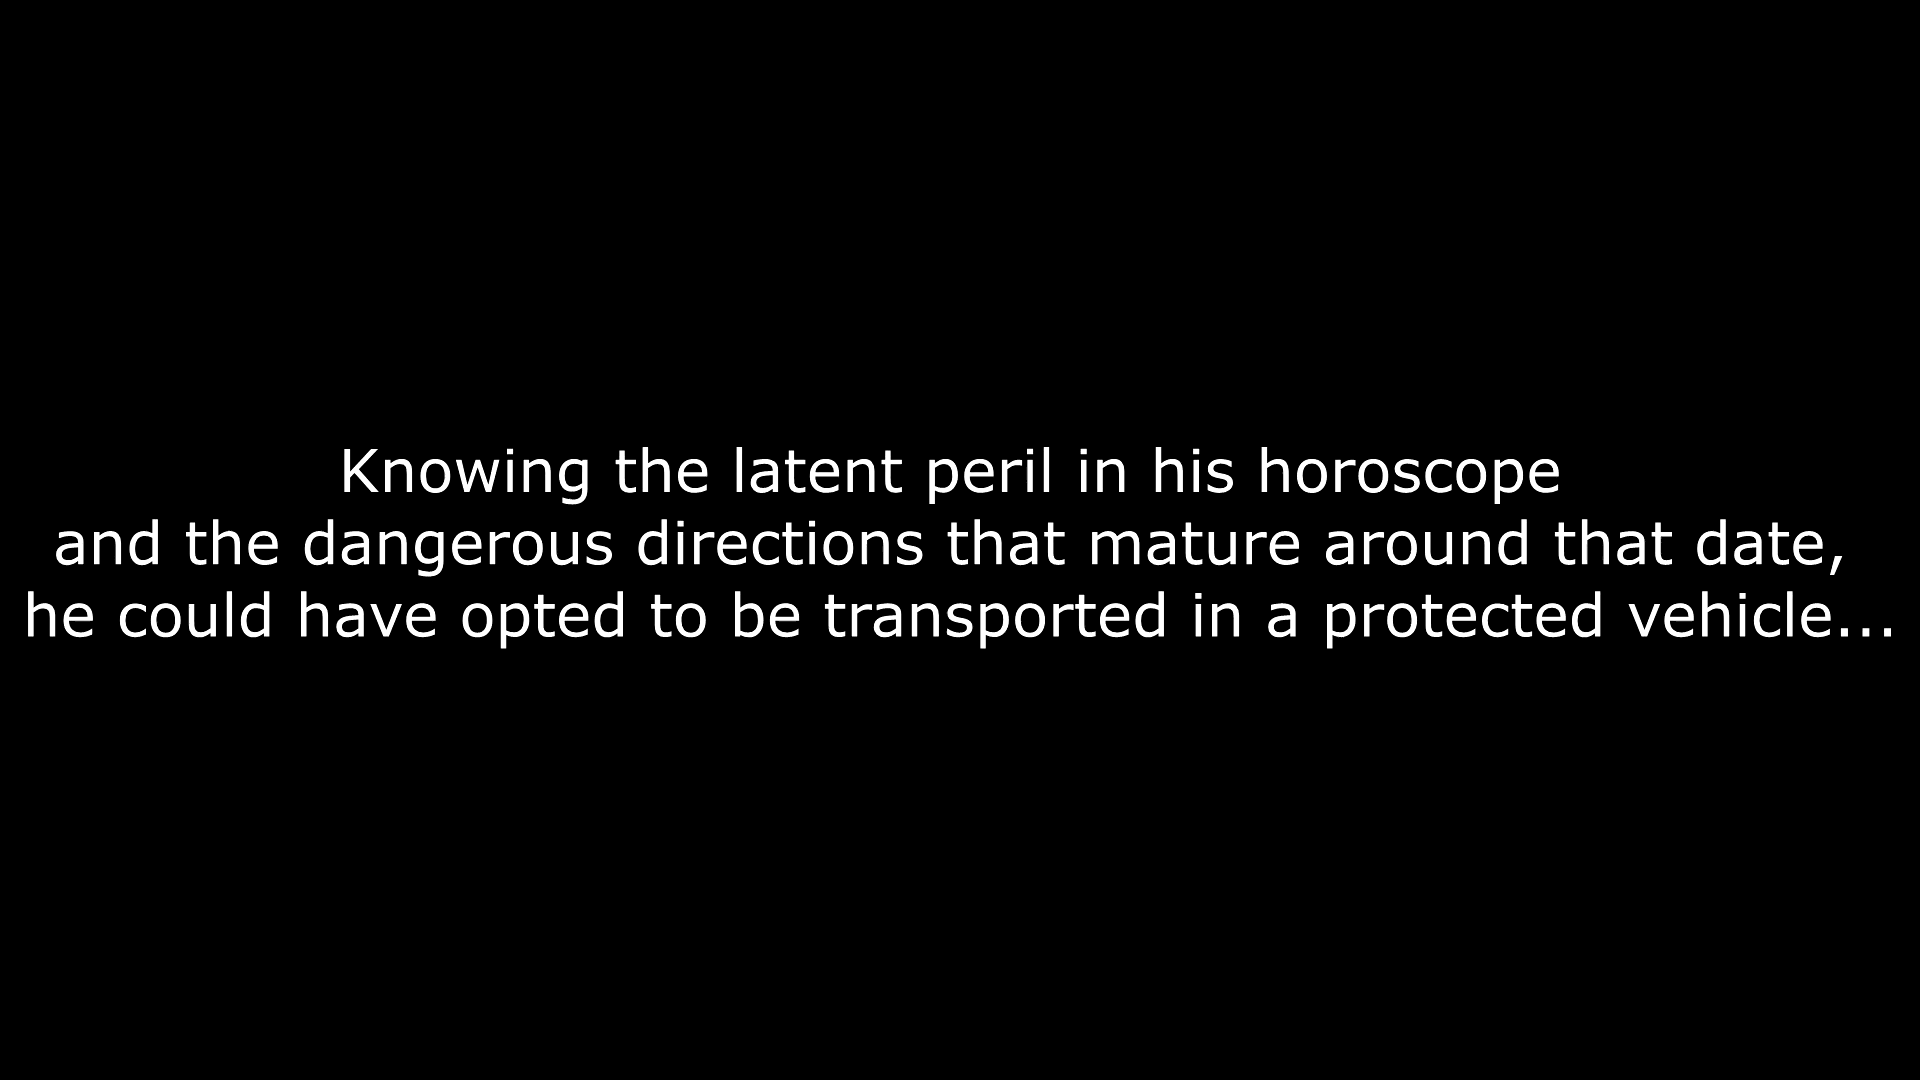 Knowing the latent peril in his horoscope
and the dangerous directions that mature around that date,
he could have opted to be transported in a protected vehicle...